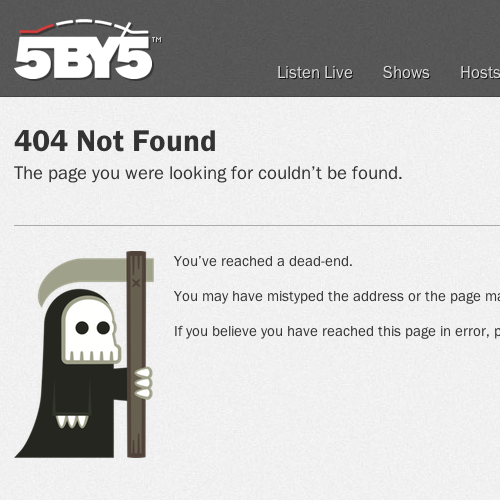 5BY5™
Listen Live Shows Hosts
404 Not Found
The page you were looking for couldn't be found.
You've reached a dead-end.
You may have mistyped the address or the page
If you believe you have reached this page in error,